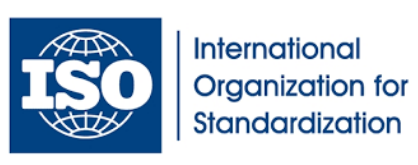 ISO
International
Organization for
Standardization